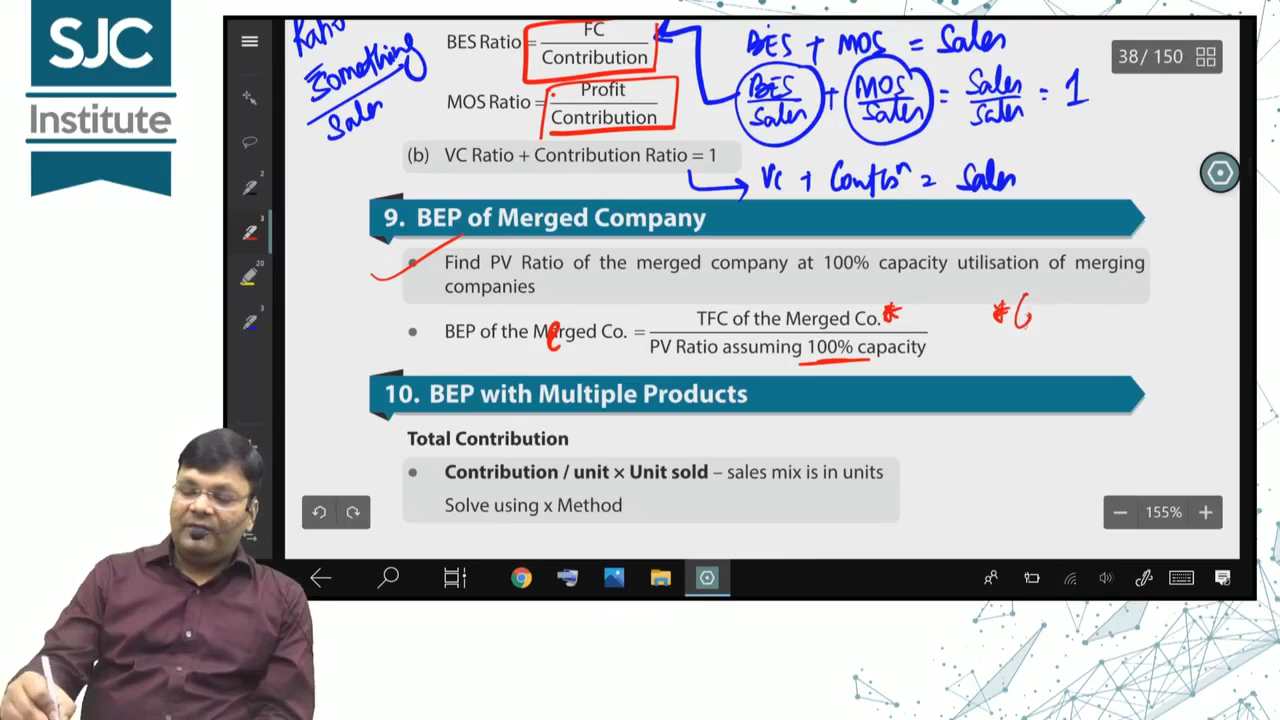 SJC
Institute
Ratio
Something
Sales
BES Ratio = FC
Contribution
MOS Ratio = Profit
Contribution
BES + MOS = Sales
BES + MOS = Sales = 1
Sales Sales Sales
38 / 150
(b) VC Ratio + Contribution Ratio = 1
VC + Contbn = Sales
9. BEP of Merged Company
• Find PV Ratio of the merged company at 100% capacity utilisation of merging
companies
• BEP of the Merged Co. = TFC of the Merged Co.*
PV Ratio assuming 100% capacity
* (
10. BEP with Multiple Products
Total Contribution
• Contribution / unit × Unit sold – sales mix is in units
Solve using x Method
155%
2
3
20
3